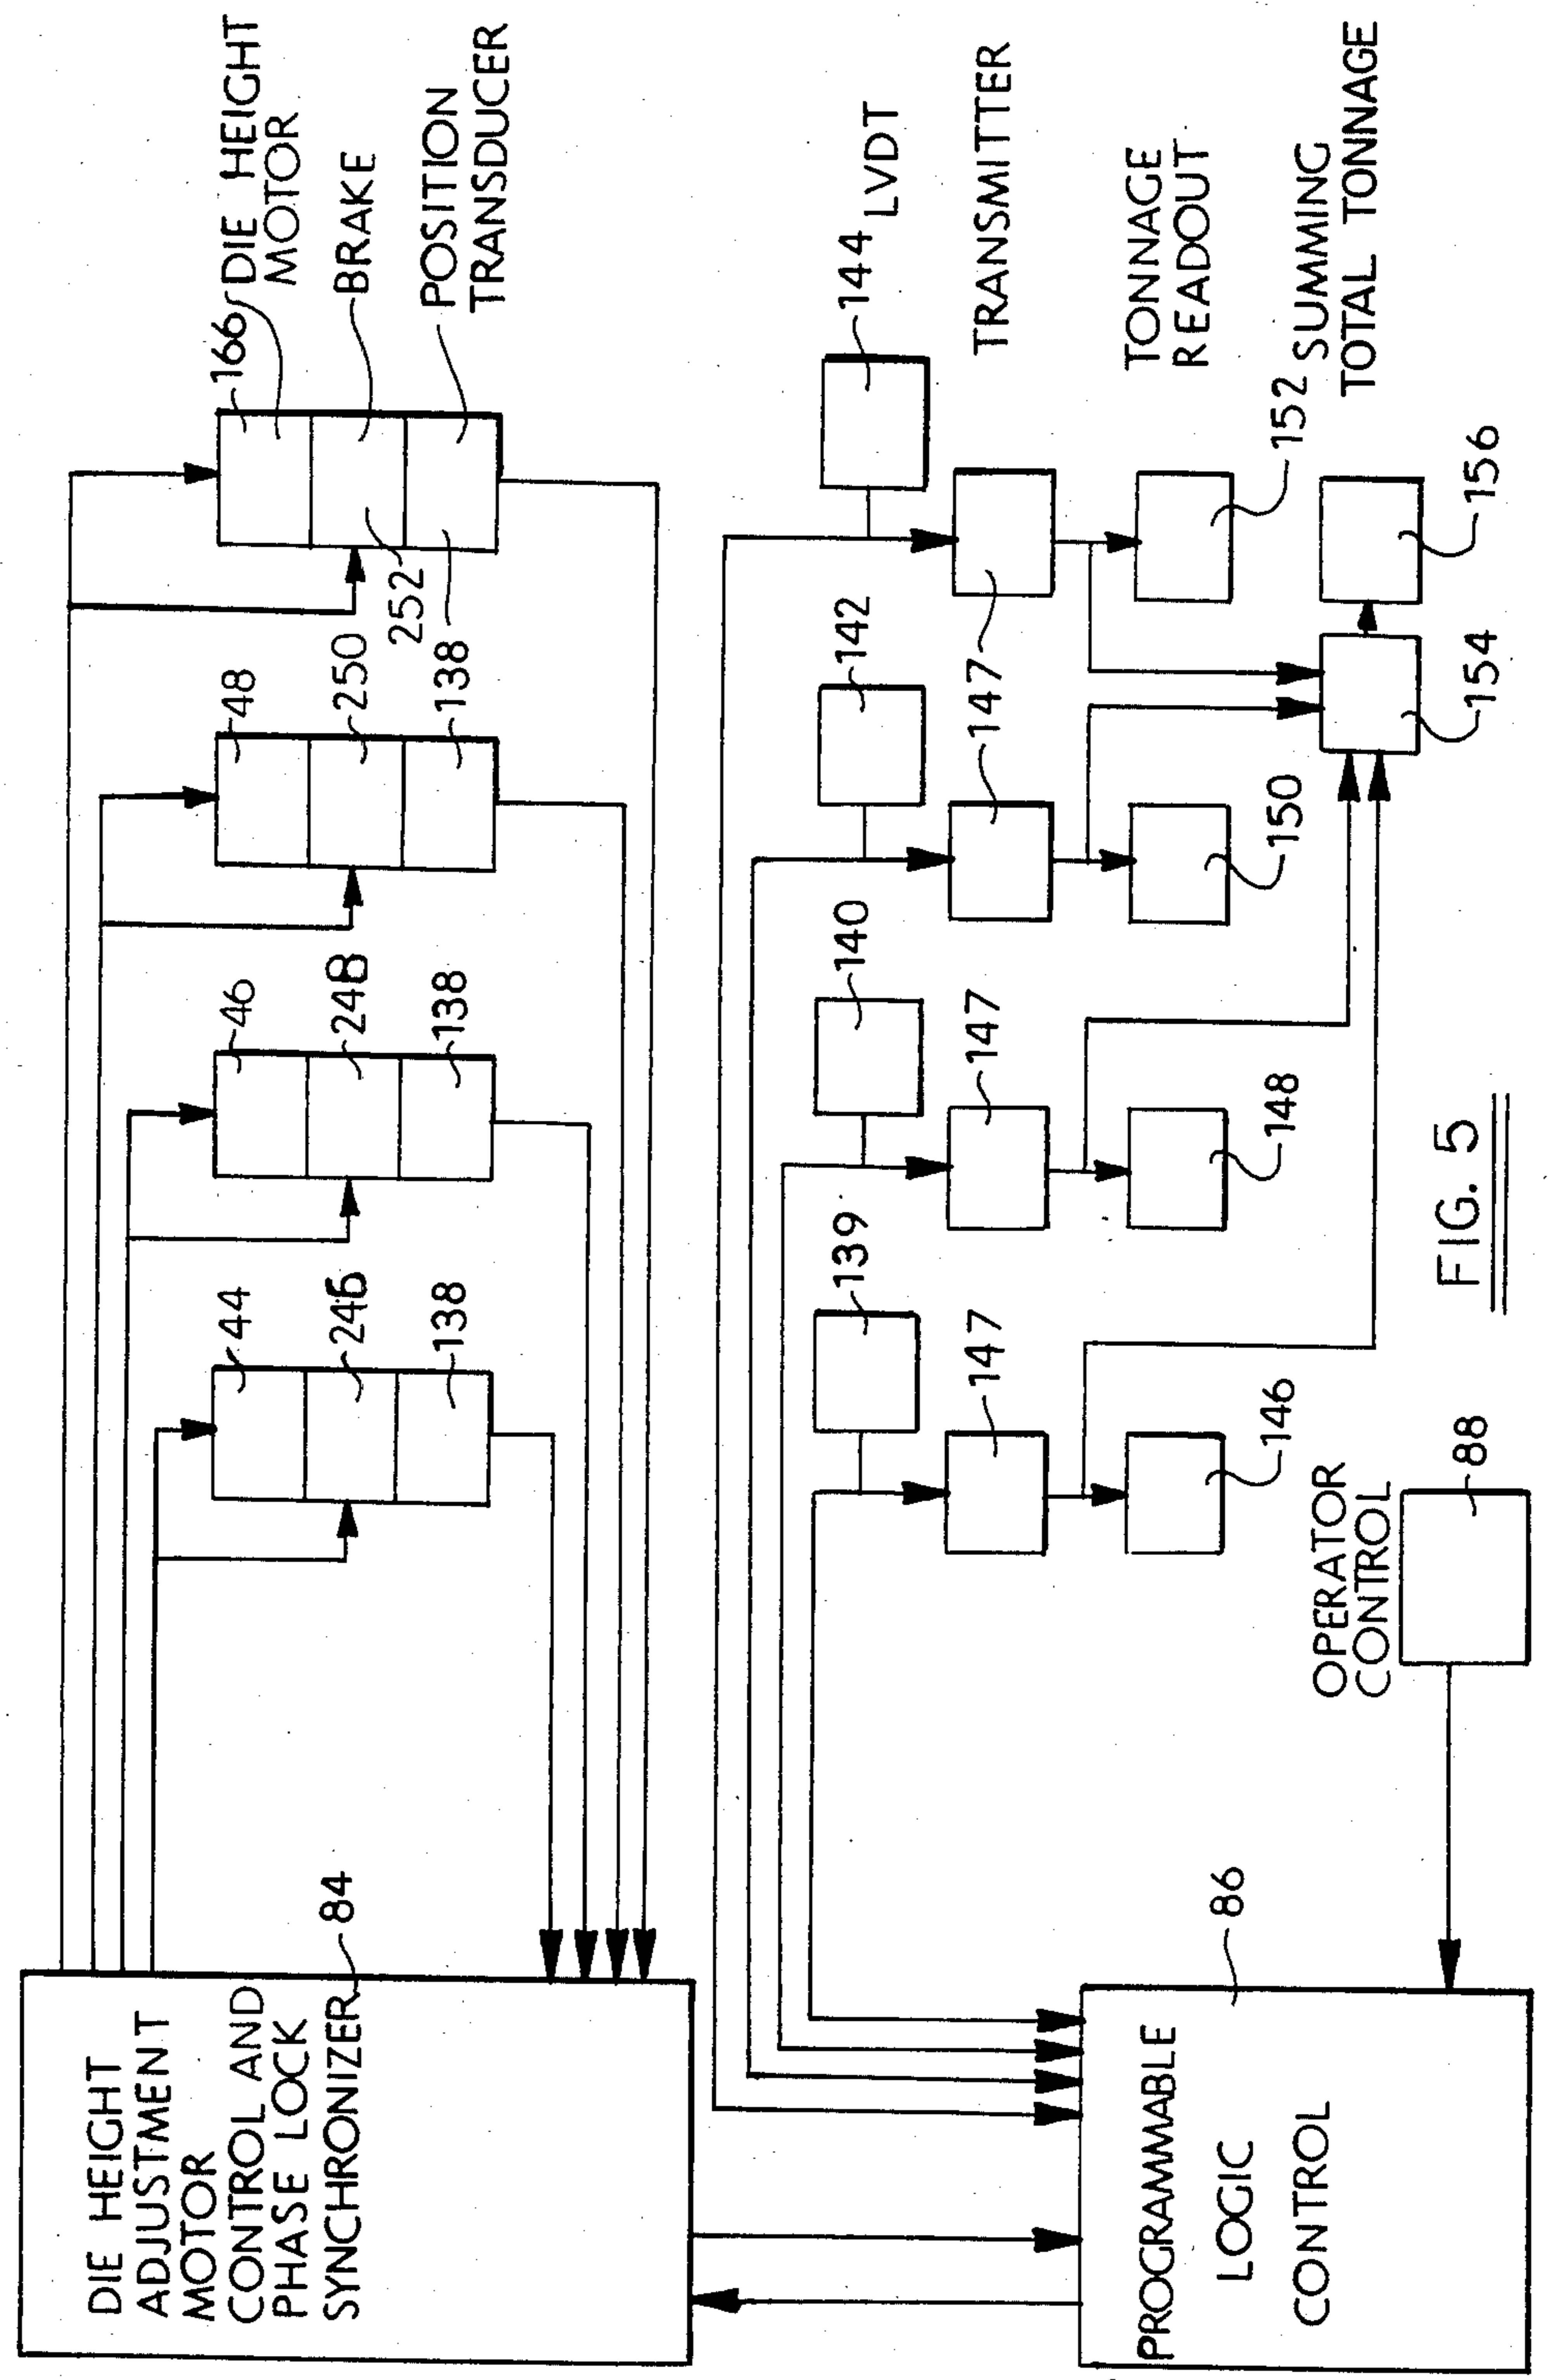 DIE HEIGHT
ADJUSTMENT
MOTOR
CONTROL AND
PHASE LOCK
SYNCHRONIZER
84
44
246
138
46
248
138
48
250
138
166
252
138
DIE HEIGHT
MOTOR
BRAKE
POSITION
TRANSDUCER
139
140
142
144
LVDT
147
147
147
147
TRANSMITTER
146
148
150
152
TONNAGE
READOUT
154
156
SUMMING
TOTAL TONNAGE
PROGRAMMABLE
LOGIC
CONTROL
86
OPERATOR
CONTROL
88
FIG. 5